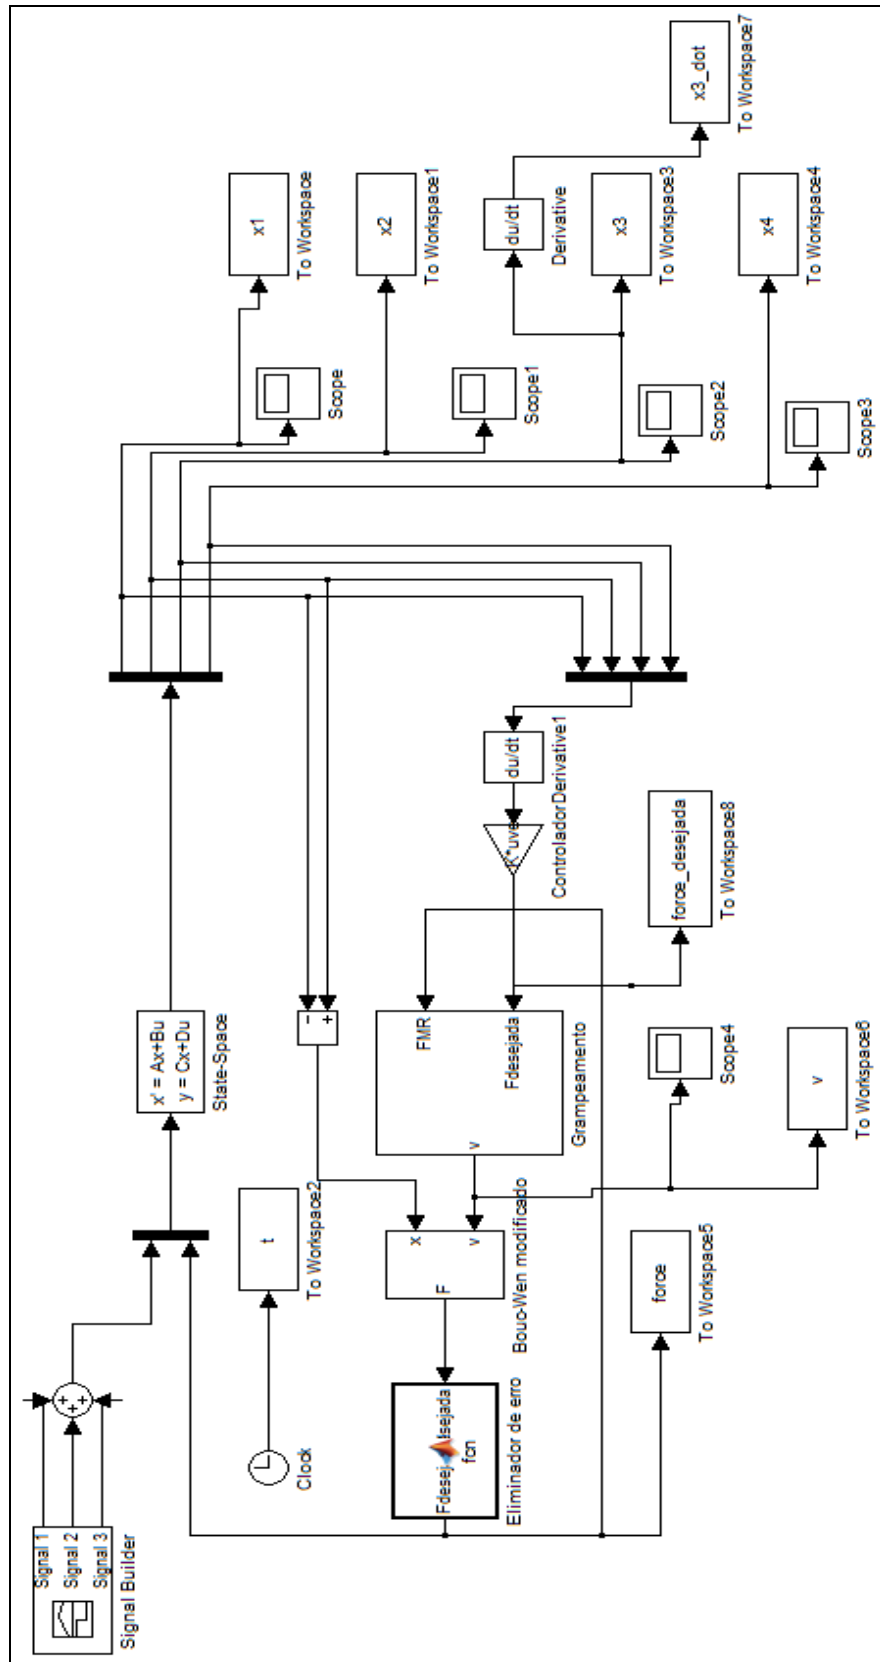 Signal 1
Signal 2
Signal 3
Signal Builder
x' = Ax+Bu
y = Cx+Du
State-Space
x1
To Workspace
Scope
Clock
t
To Workspace2
x2
To Workspace1
Scope1
Fdesej
sejada
fcn
Eliminador de erro
F
x
v
Bouc-Wen modificado
v
FMR
Fdesejada
Grampeamento
K*uve
Controlador
du/dt
Derivative1
du/dt
Derivative
x3_dot
To Workspace7
x3
To Workspace3
Scope2
force
To Workspace5
Scope4
force_desejada
To Workspace8
x4
To Workspace4
Scope3
v
To Workspace6